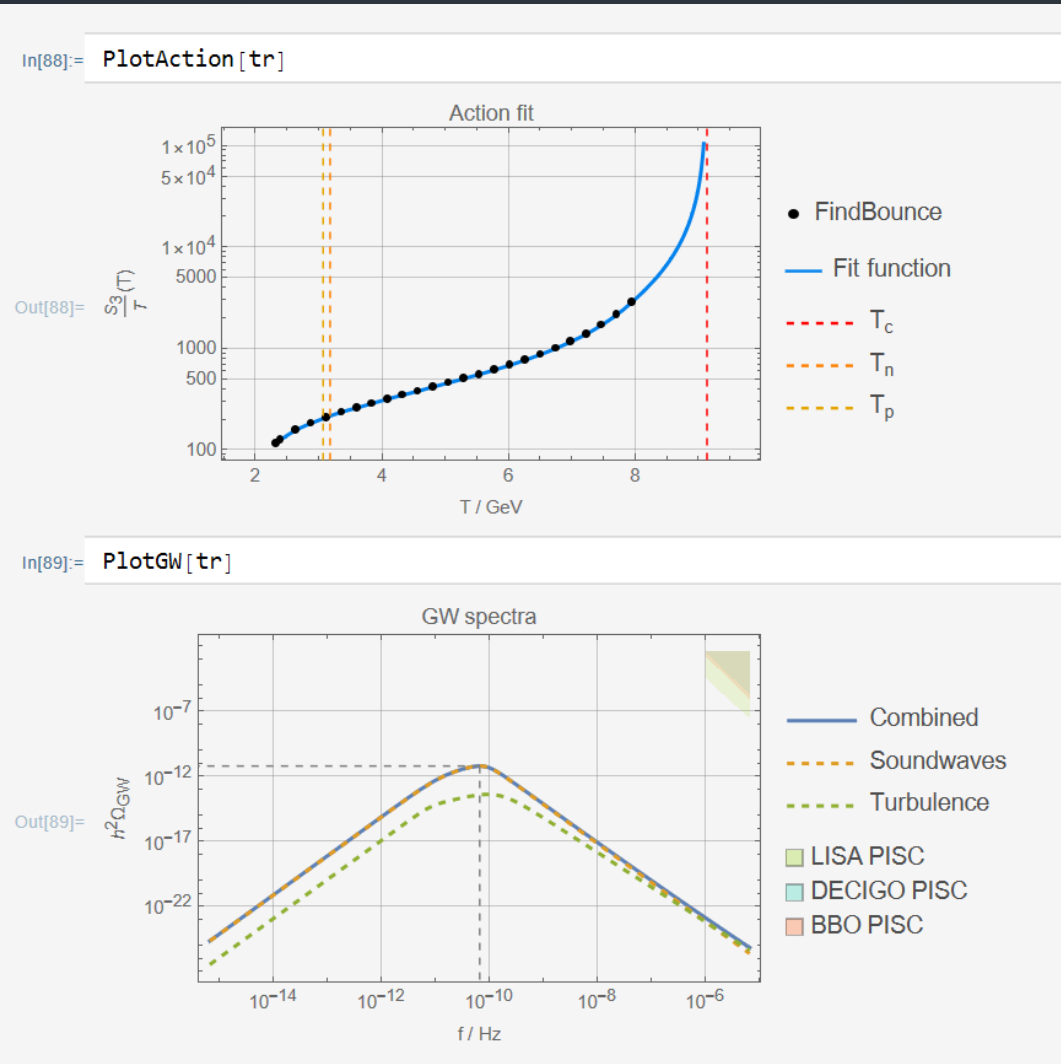 In[88]:= PlotAction[tr]
Action fit
1×10^5
5×10^4
1×10^4
5000
1000
500
100
S_3/T (T)
Out[88]=
2 4 6 8
T / GeV
FindBounce
Fit function
T_c
T_n
T_p
In[89]:= PlotGW[tr]
GW spectra
10^-7
10^-12
10^-17
10^-22
h^2Ω_GW
Out[89]=
10^-14 10^-12 10^-10 10^-8 10^-6
f / Hz
Combined
Soundwaves
Turbulence
LISA PISC
DECIGO PISC
BBO PISC